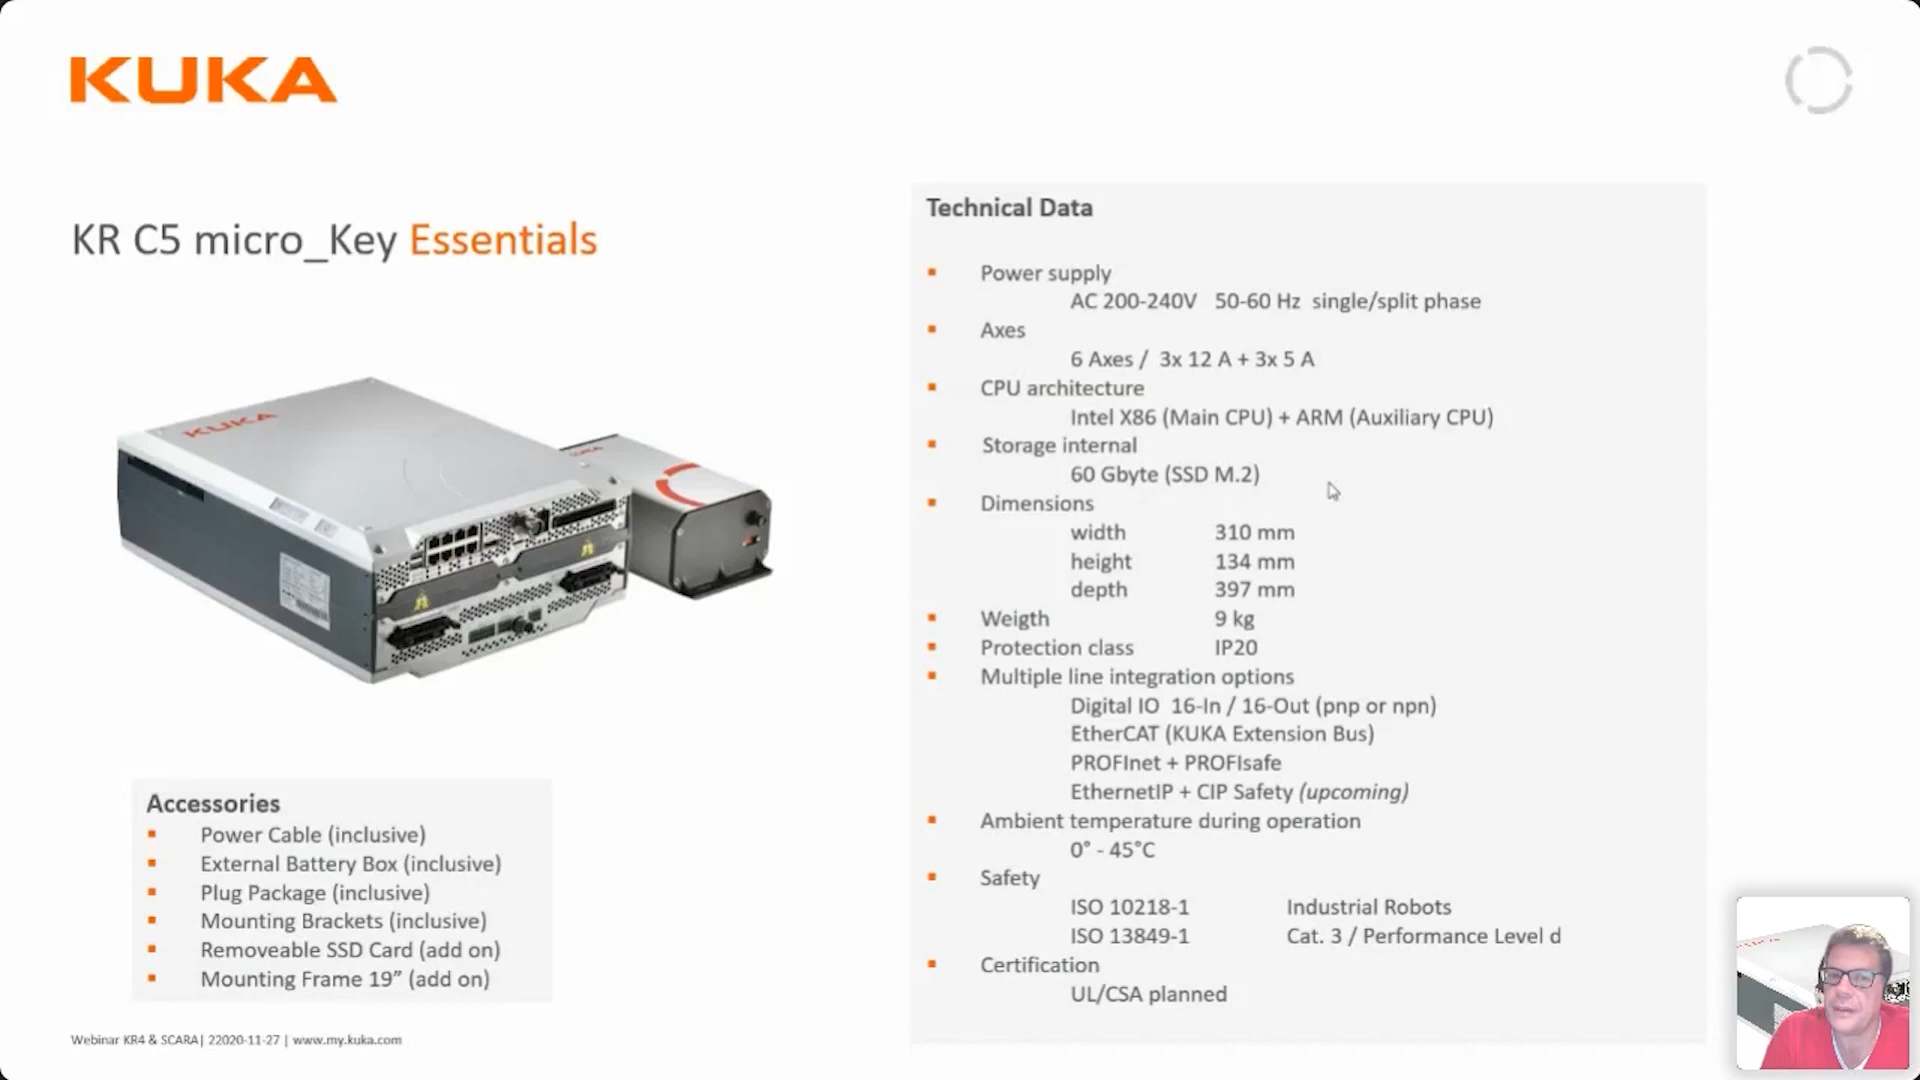 KUKA
KR C5 micro_Key Essentials
KUKA
Accessories
▪ Power Cable (inclusive)
▪ External Battery Box (inclusive)
▪ Plug Package (inclusive)
▪ Mounting Brackets (inclusive)
▪ Removeable SSD Card (add on)
▪ Mounting Frame 19” (add on)
Webinar KR4 & SCARA| 22020-11-27 | www.my.kuka.com
Technical Data
▪ Power supply
AC 200-240V 50-60 Hz single/split phase
▪ Axes
6 Axes / 3x 12 A + 3x 5 A
▪ CPU architecture
Intel X86 (Main CPU) + ARM (Auxiliary CPU)
▪ Storage internal
60 Gbyte (SSD M.2)
▪ Dimensions
width 310 mm
height 134 mm
depth 397 mm
▪ Weigth 9 kg
▪ Protection class IP20
▪ Multiple line integration options
Digital IO 16-In / 16-Out (pnp or npn)
EtherCAT (KUKA Extension Bus)
PROFInet + PROFIsafe
EthernetIP + CIP Safety (upcoming)
▪ Ambient temperature during operation
0° - 45°C
▪ Safety
ISO 10218-1 Industrial Robots
ISO 13849-1 Cat. 3 / Performance Level d
▪ Certification
UL/CSA planned